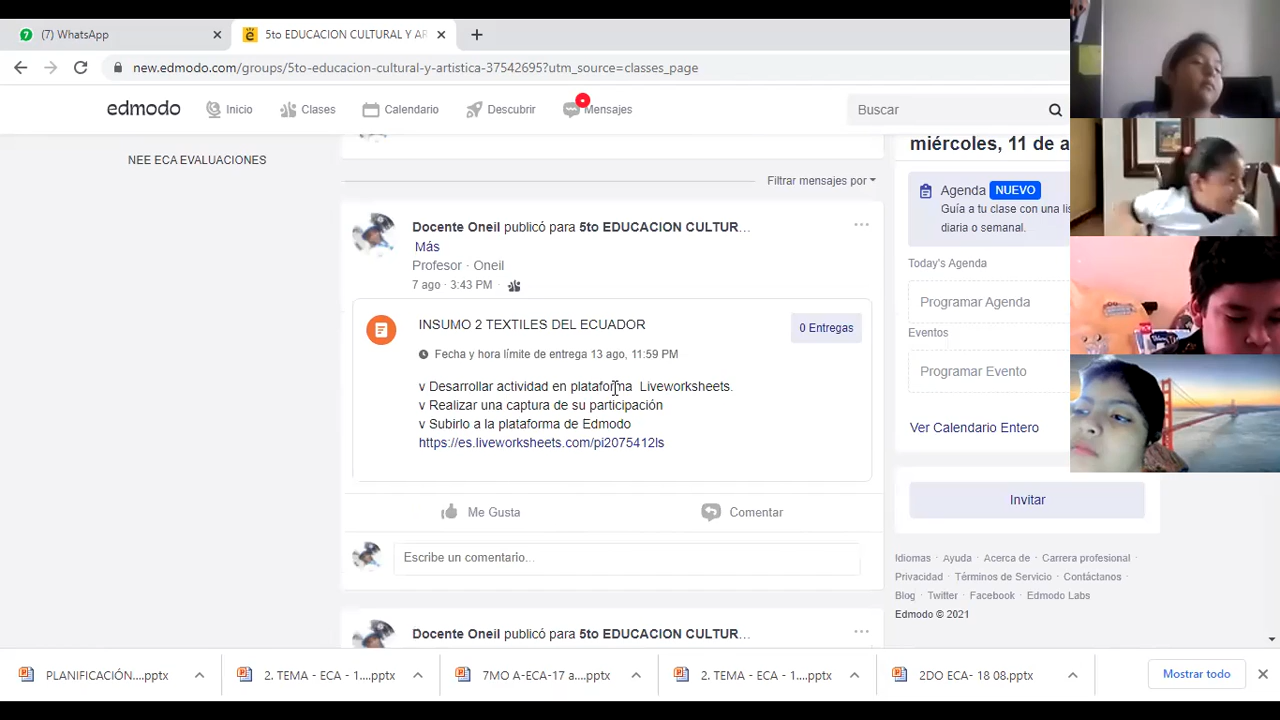 (7) WhatsApp
5to EDUCACION CULTURAL Y AR
new.edmodo.com/groups/5to-educacion-cultural-y-artistica-37542695?utm_source=classes_page
edmodo Inicio Clases Calendario Descubrir Mensajes Buscar
NEE ECA EVALUACIONES
Filtrar mensajes por
Docente Oneil publicó para 5to EDUCACION CULTUR...
Más
Profesor · Oneil
7 ago · 3:43 PM ·
INSUMO 2 TEXTILES DEL ECUADOR
0 Entregas
Fecha y hora límite de entrega 13 ago, 11:59 PM
v Desarrollar actividad en plataforma Liveworksheets.
v Realizar una captura de su participación
v Subirlo a la plataforma de Edmodo
https://es.liveworksheets.com/pi2075412ls
Me Gusta Comentar
Escribe un comentario...
Docente Oneil publicó para 5to EDUCACION CULTUR...
miércoles, 11 de a
Agenda NUEVO
Guía a tu clase con una lis
diaria o semanal.
Today's Agenda
Programar Agenda
Eventos
Programar Evento
Ver Calendario Entero
Invitar
Idiomas · Ayuda · Acerca de · Carrera profesional ·
Privacidad · Términos de Servicio · Contáctanos ·
Blog · Twitter · Facebook · Edmodo Labs
Edmodo © 2021
PLANIFICACIÓN....pptx
2. TEMA - ECA - 1....pptx
7MO A-ECA-17 a....pptx
2. TEMA - ECA - 1....pptx
2DO ECA- 18 08.pptx
Mostrar todo